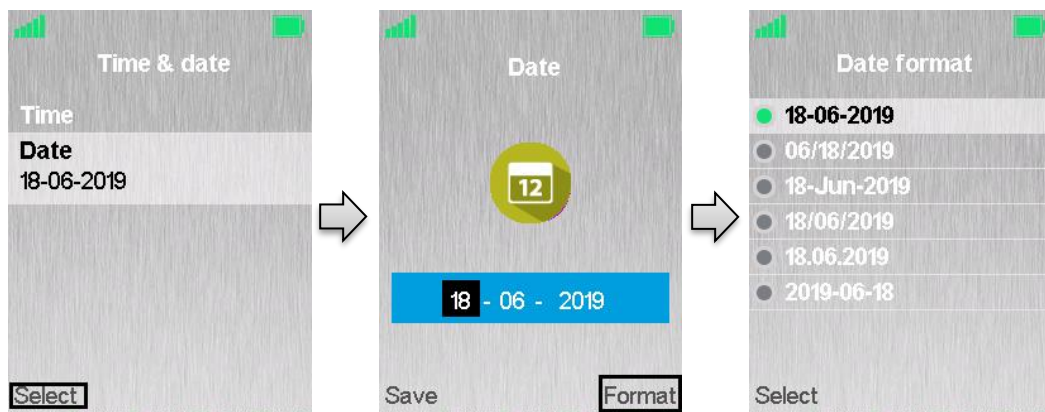 Time & date
Time
Date
18-06-2019
Select
Date
12
18 - 06 - 2019
Save Format
Date format
18-06-2019
06/18/2019
18-Jun-2019
18/06/2019
18.06.2019
2019-06-18
Select